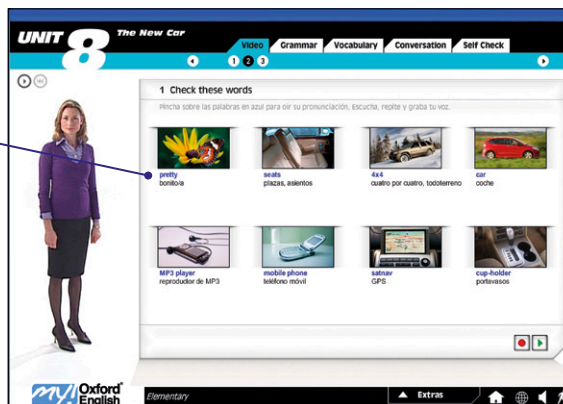 UNIT 8 The New Car
Video Grammar Vocabulary Conversation Self Check
1 2 3
1 Check these words
Pincha sobre las palabras en azul para oír su pronunciación. Escucha, repite y graba tu voz.
pretty
bonito/a
seats
plazas, asientos
4x4
cuatro por cuatro, todoterreno
car
coche
MP3 player
reproductor de MP3
mobile phone
teléfono móvil
satnav
GPS
cup-holder
portavasos
my! Oxford English
Elementary
Extras